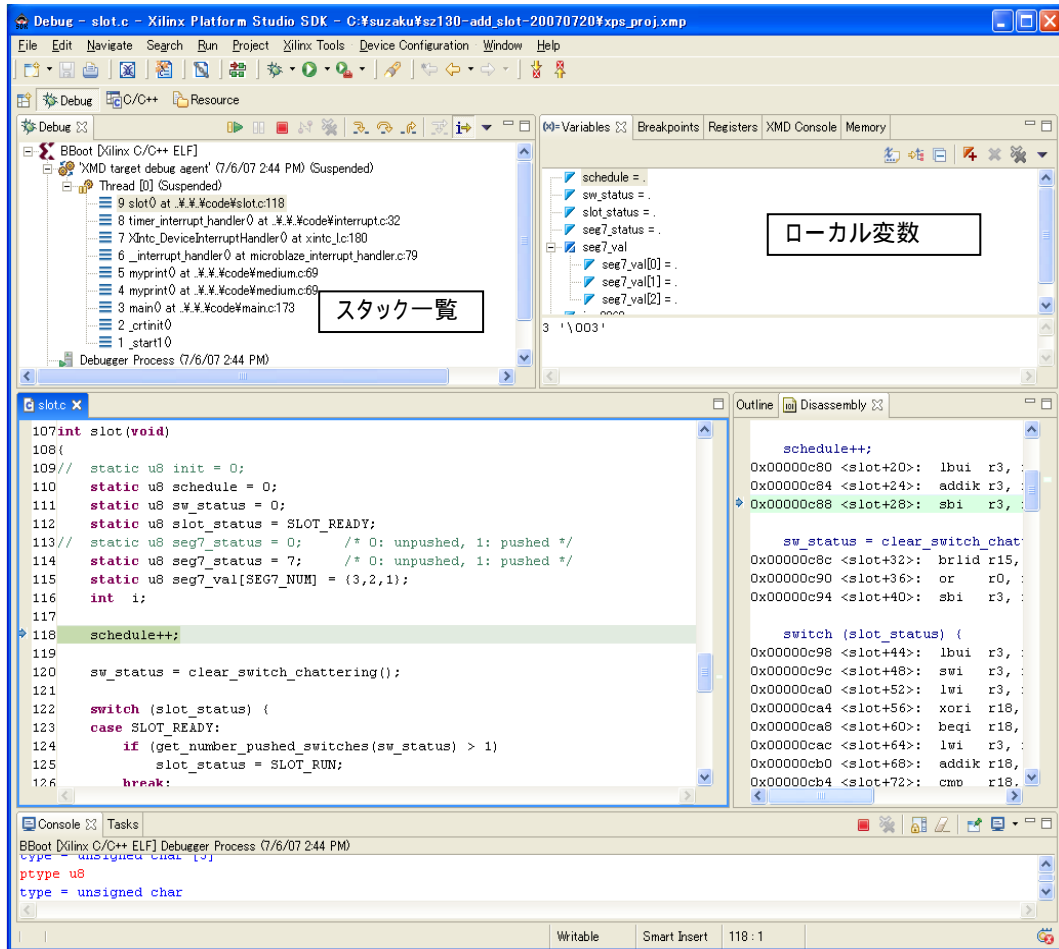 Debug - slot.c - Xilinx Platform Studio SDK - C:¥suzaku¥sz130-add_slot-20070720¥xps_proj.xmp
File Edit Navigate Search Run Project Xilinx Tools Device Configuration Window Help
Debug C/C++ Resource
Debug
BBoot [Xilinx C/C++ ELF]
'XMD target debug agent' (7/6/07 2:44 PM) (Suspended)
Thread [0] (Suspended)
9 slot() at ..¥.¥.¥code¥slot.c:118
8 timer_interrupt_handler() at ..¥.¥.¥code¥interrupt.c:32
7 XIntc_DeviceInterruptHandler() at xintc_l.c:180
6 __interrupt_handler() at microblaze_interrupt_handler.c:79
5 myprint() at ..¥.¥.¥code¥medium.c:69
4 myprint() at ..¥.¥.¥code¥medium.c:69
3 main() at ..¥.¥.¥code¥main.c:173
2 _crtinit()
1 _start1()
Debugger Process (7/6/07 2:44 PM)
スタック一覧
(x)= Variables Breakpoints Registers XMD Console Memory
schedule = .
sw_status = .
slot_status = .
seg7_status = .
seg7_val
seg7_val[0] = .
seg7_val[1] = .
seg7_val[2] = .
ローカル変数
3 '\003'
slot.c
107 int slot(void)
108 {
109 // static u8 init = 0;
110 static u8 schedule = 0;
111 static u8 sw_status = 0;
112 static u8 slot_status = SLOT_READY;
113 // static u8 seg7_status = 0; /* 0: unpushed, 1: pushed */
114 static u8 seg7_status = 7; /* 0: unpushed, 1: pushed */
115 static u8 seg7_val[SEG7_NUM] = {3,2,1};
116 int i;
117
118 schedule++;
119
120 sw_status = clear_switch_chattering();
121
122 switch (slot_status) {
123 case SLOT_READY:
124 if (get_number_pushed_switches(sw_status) > 1)
125 slot_status = SLOT_RUN;
126 break;
Outline Disassembly
schedule++;
0x00000c80 <slot+20>: lbui r3,
0x00000c84 <slot+24>: addik r3,
0x00000c88 <slot+28>: sbi r3,
sw_status = clear_switch_chat
0x00000c8c <slot+32>: brlid r15,
0x00000c90 <slot+36>: or r0,
0x00000c94 <slot+40>: sbi r3,
switch (slot_status) {
0x00000c98 <slot+44>: lbui r3,
0x00000c9c <slot+48>: swi r3,
0x00000ca0 <slot+52>: lwi r3,
0x00000ca4 <slot+56>: xori r18,
0x00000ca8 <slot+60>: beqi r18,
0x00000cac <slot+64>: lwi r3,
0x00000cb0 <slot+68>: addik r18,
0x00000cb4 <slot+72>: cmp r18,
Console Tasks
BBoot [Xilinx C/C++ ELF] Debugger Process (7/6/07 2:44 PM)
type = unsigned char [3]
ptype u8
type = unsigned char
Writable Smart Insert 118 : 1